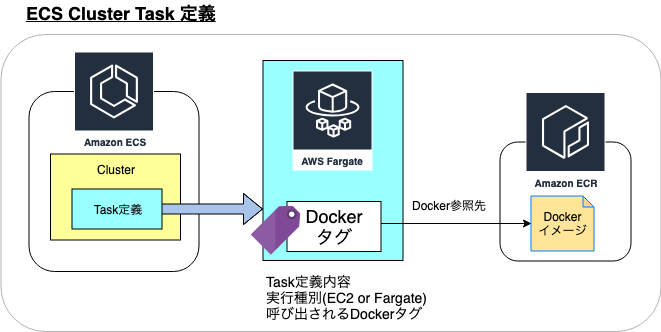 ECS Cluster Task 定義
Amazon ECS
Cluster
Task定義
AWS Fargate
Docker
タグ
Docker参照先
Amazon ECR
Docker
イメージ
Task定義内容
実行種別(EC2 or Fargate)
呼び出されるDockerタグ